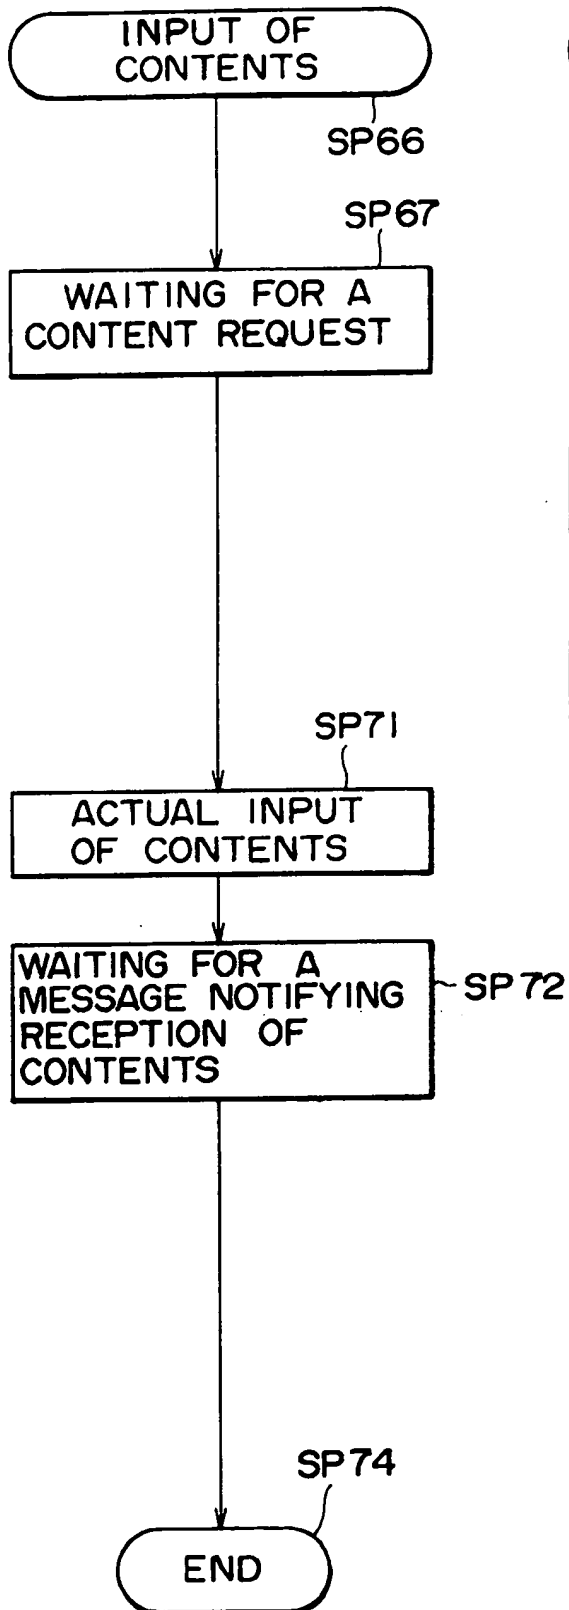 INPUT OF
CONTENTS
SP66
SP67
WAITING FOR A
CONTENT REQUEST
SP71
ACTUAL INPUT
OF CONTENTS
WAITING FOR A
MESSAGE NOTIFYING
RECEPTION OF
CONTENTS
SP72
SP74
END